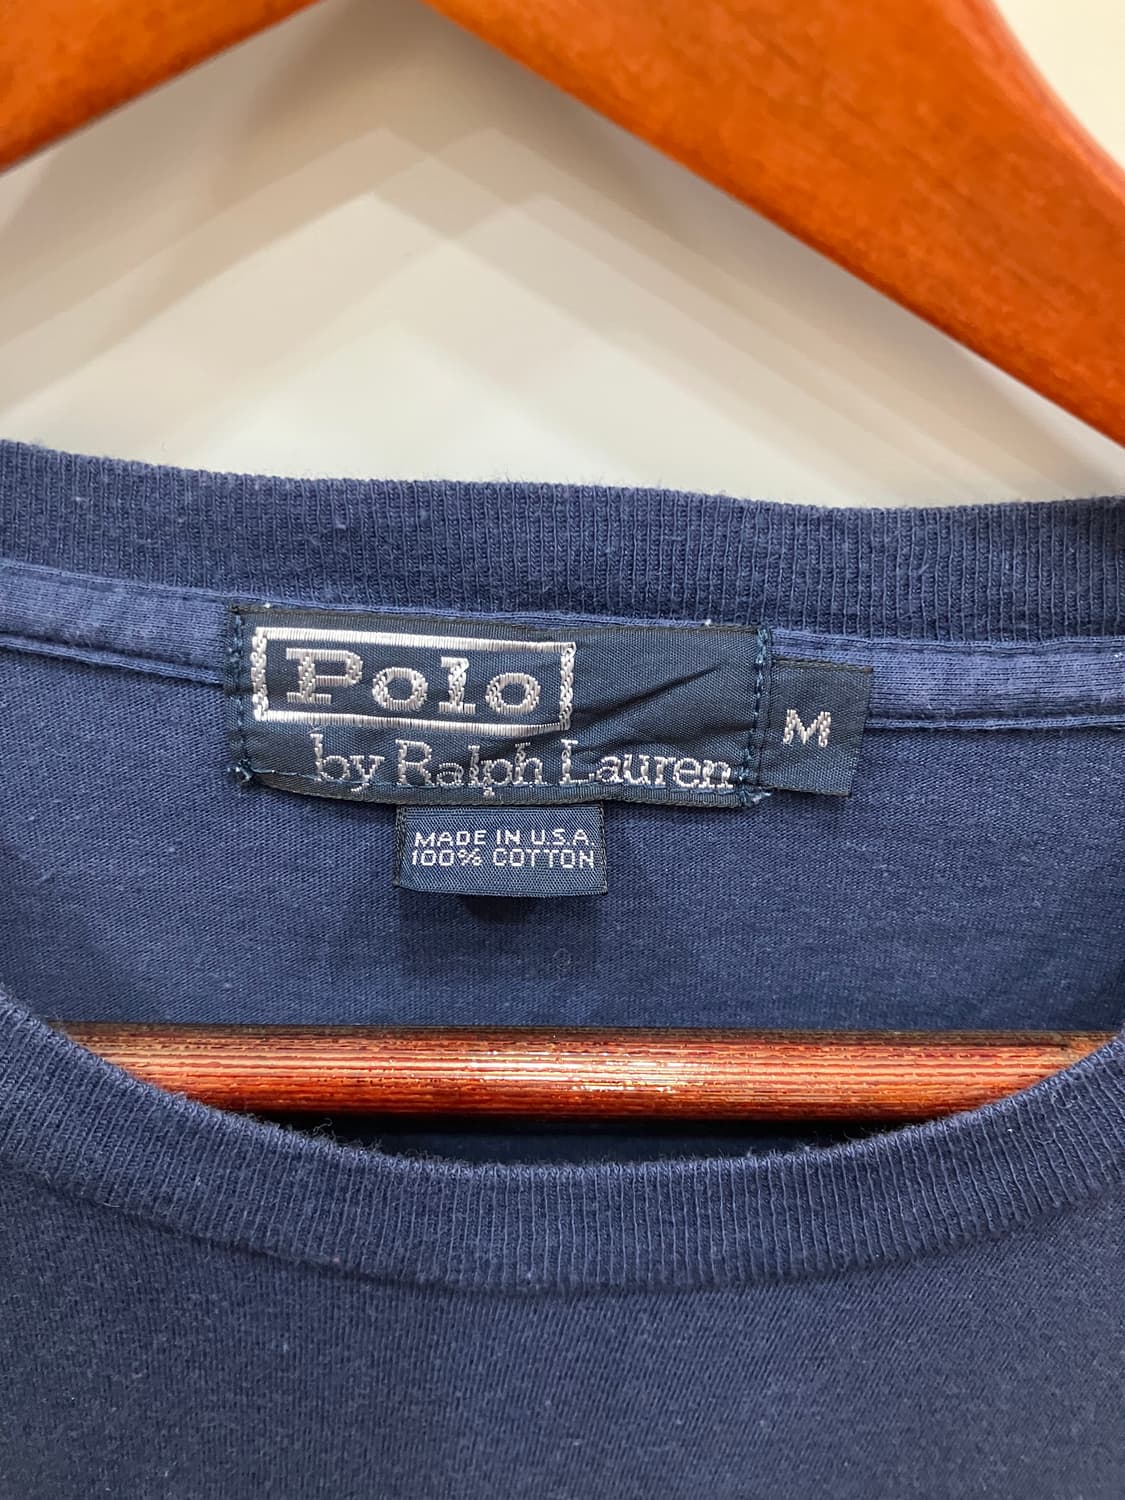 Polo
by Ralph Lauren
M
MADE IN U.S.A
100% COTTON